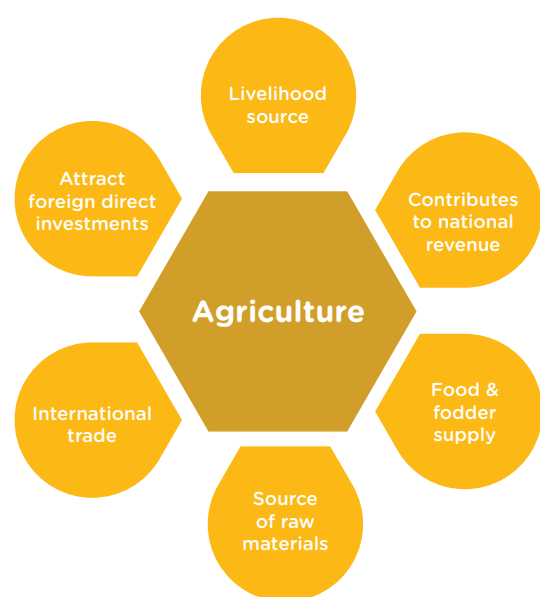 Livelihood
source
Attract
foreign direct
investments
Contributes
to national
revenue
Agriculture
International
trade
Food &
fodder
supply
Source
of raw
materials